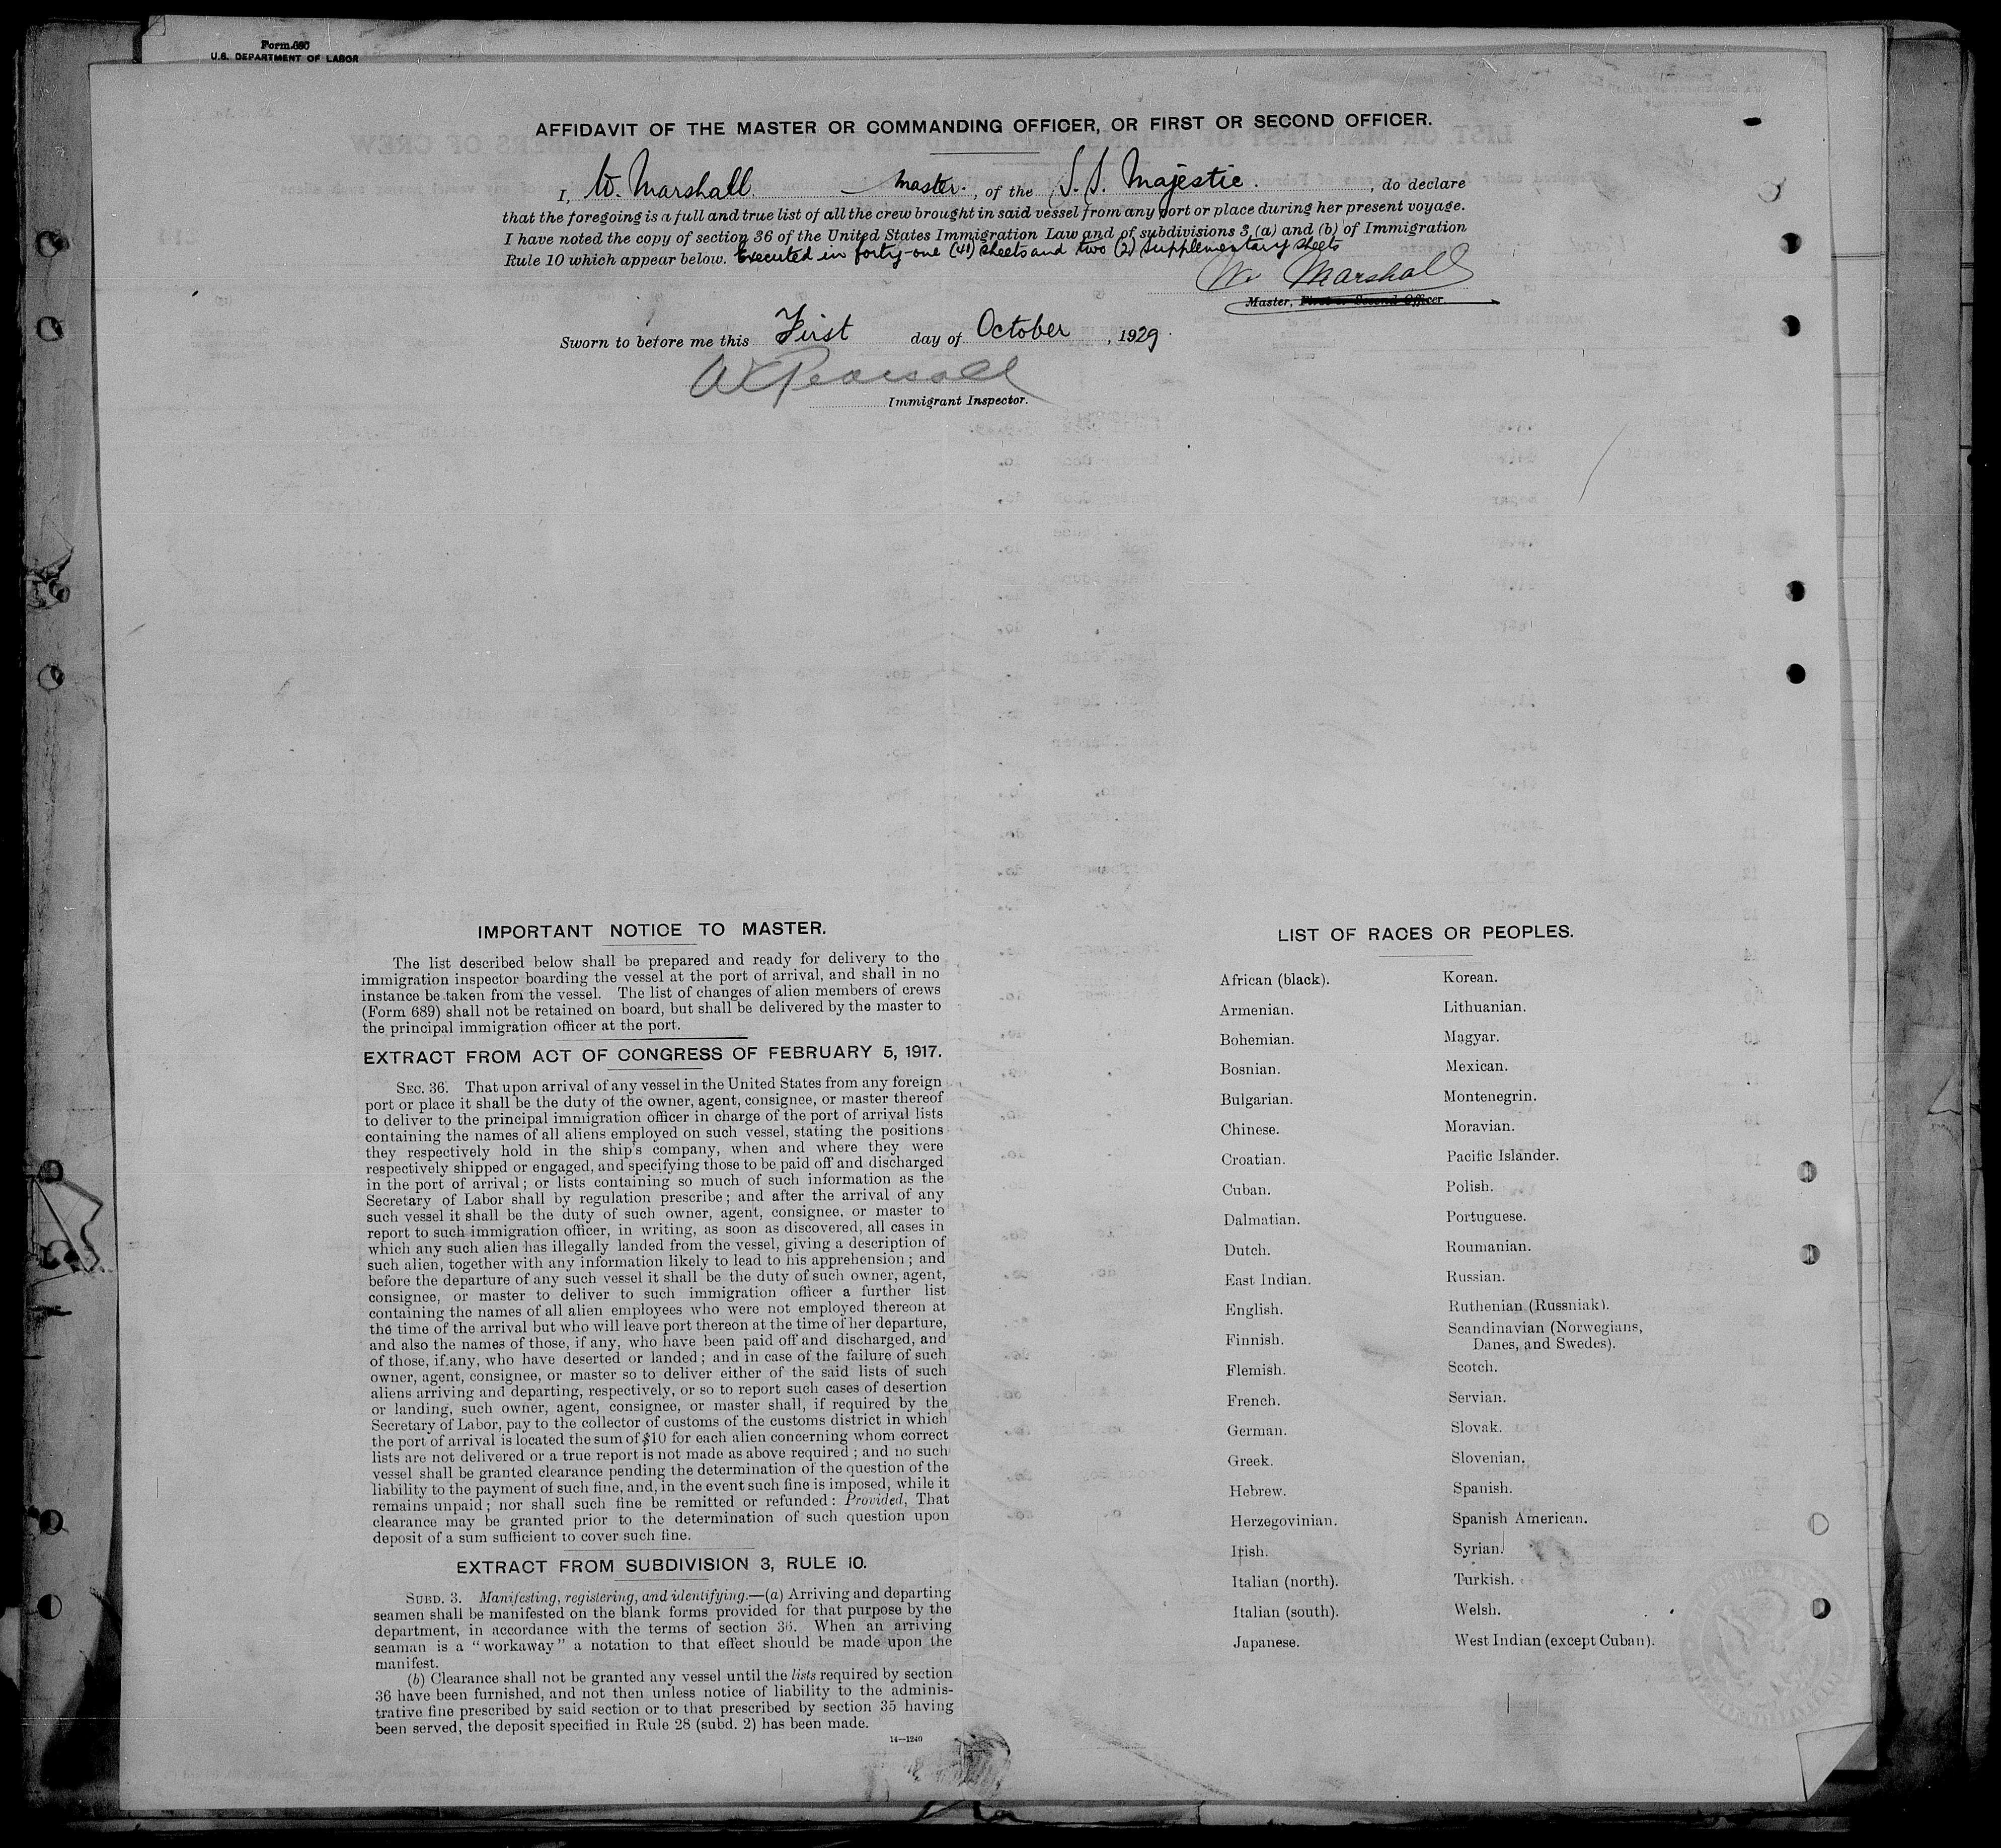 Form 680
U.S. DEPARTMENT OF LABOR
AFFIDAVIT OF THE MASTER OR COMMANDING OFFICER, OR FIRST OR SECOND OFFICER.
I, W. Marshall. Master., of the S.S. Majestic., do declare
that the foregoing is a full and true list of all the crew brought in said vessel from any port or place during her present voyage.
I have noted the copy of section 36 of the United States Immigration Law and of subdivisions 3 (a) and (b) of Immigration
Rule 10 which appear below. Executed in forty-one (41) sheets and two (2) supplementary sheets
W. Marshall
Master, First or Second Officer.
Sworn to before me this First day of October, 1929.
Immigrant Inspector.
IMPORTANT NOTICE TO MASTER.
The list described below shall be prepared and ready for delivery to the
immigration inspector boarding the vessel at the port of arrival, and shall in no
instance be taken from the vessel. The list of changes of alien members of crews
(Form 689) shall not be retained on board, but shall be delivered by the master to
the principal immigration officer at the port.
EXTRACT FROM ACT OF CONGRESS OF FEBRUARY 5, 1917.
SEC. 36. That upon arrival of any vessel in the United States from any foreign
port or place it shall be the duty of the owner, agent, consignee, or master thereof
to deliver to the principal immigration officer in charge of the port of arrival lists
containing the names of all aliens employed on such vessel, stating the positions
they respectively hold in the ship's company, when and where they were
respectively shipped or engaged, and specifying those to be paid off and discharged
in the port of arrival; or lists containing so much of such information as the
Secretary of Labor shall by regulation prescribe; and after the arrival of any
such vessel it shall be the duty of such owner, agent, consignee, or master to
report to such immigration officer, in writing, as soon as discovered, all cases in
which any such alien has illegally landed from the vessel, giving a description of
such alien, together with any information likely to lead to his apprehension; and
before the departure of any such vessel it shall be the duty of such owner, agent,
consignee, or master to deliver to such immigration officer a further list
containing the names of all alien employees who were not employed thereon at
the time of the arrival but who will leave port thereon at the time of her departure,
and also the names of those, if any, who have been paid off and discharged, and
of those, if any, who have deserted or landed; and in case of the failure of such
owner, agent, consignee, or master so to deliver either of the said lists of such
aliens arriving and departing, respectively, or so to report such cases of desertion
or landing, such owner, agent, consignee, or master shall, if required by the
Secretary of Labor, pay to the collector of customs of the customs district in which
the port of arrival is located the sum of $10 for each alien concerning whom correct
lists are not delivered or a true report is not made as above required; and no such
vessel shall be granted clearance pending the determination of the question of the
liability to the payment of such fine, and, in the event such fine is imposed, while it
remains unpaid; nor shall such fine be remitted or refunded: Provided, That
clearance may be granted prior to the determination of such question upon
deposit of a sum sufficient to cover such fine.
EXTRACT FROM SUBDIVISION 3, RULE 10.
SUBD. 3. Manifesting, registering, and identifying.—(a) Arriving and departing
seamen shall be manifested on the blank forms provided for that purpose by the
department, in accordance with the terms of section 36. When an arriving
seaman is a "workaway" a notation to that effect should be made upon the
manifest.
(b) Clearance shall not be granted any vessel until the lists required by section
36 have been furnished, and not then unless notice of liability to the adminis-
trative fine prescribed by said section or to that prescribed by section 35 having
been served, the deposit specified in Rule 28 (subd. 2) has been made.
14—1240
LIST OF RACES OR PEOPLES.
African (black).
Armenian.
Bohemian.
Bosnian.
Bulgarian.
Chinese.
Croatian.
Cuban.
Dalmatian.
Dutch.
East Indian.
English.
Finnish.
Flemish.
French.
German.
Greek.
Hebrew.
Herzegovinian.
Irish.
Italian (north).
Italian (south).
Japanese.
Korean.
Lithuanian.
Magyar.
Mexican.
Montenegrin.
Moravian.
Pacific Islander.
Polish.
Portuguese.
Roumanian.
Russian.
Ruthenian (Russniak).
Scandinavian (Norwegians,
Danes, and Swedes).
Scotch.
Servian.
Slovak.
Slovenian.
Spanish.
Spanish American.
Syrian.
Turkish.
Welsh.
West Indian (except Cuban).